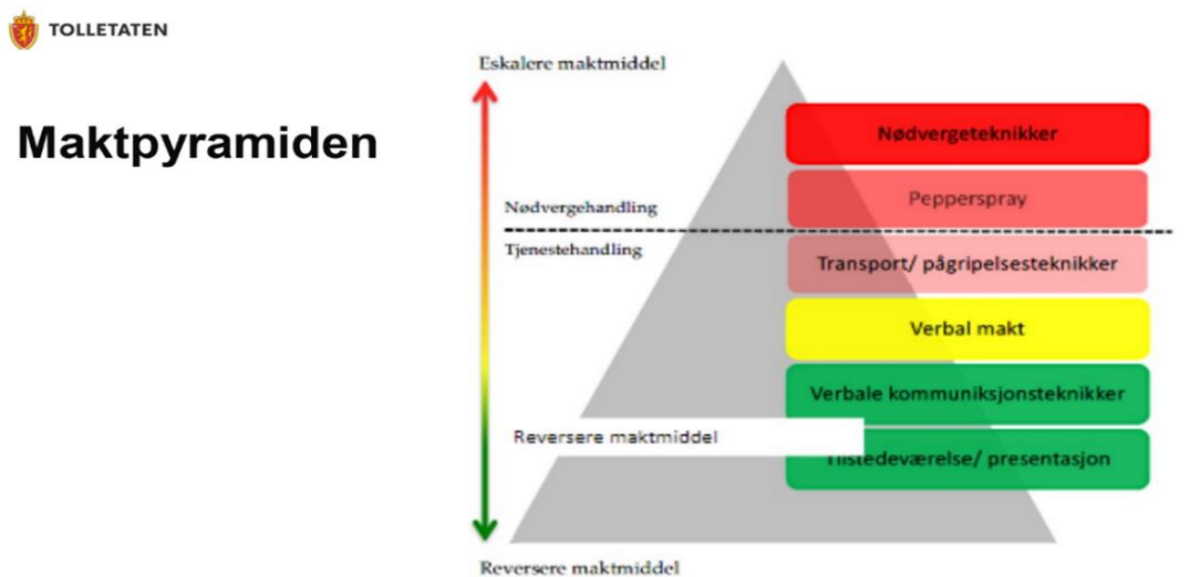 TOLLETATEN
Maktpyramiden
Eskalere maktmiddel
Nødvergeteknikker
Pepperspray
Nødvergehandling
Tjenestehandling
Transport/ pågripelsesteknikker
Verbal makt
Verbale kommuniksjonsteknikker
Reversere maktmiddel
Tilstedeværelse/ presentasjon
Reversere maktmiddel